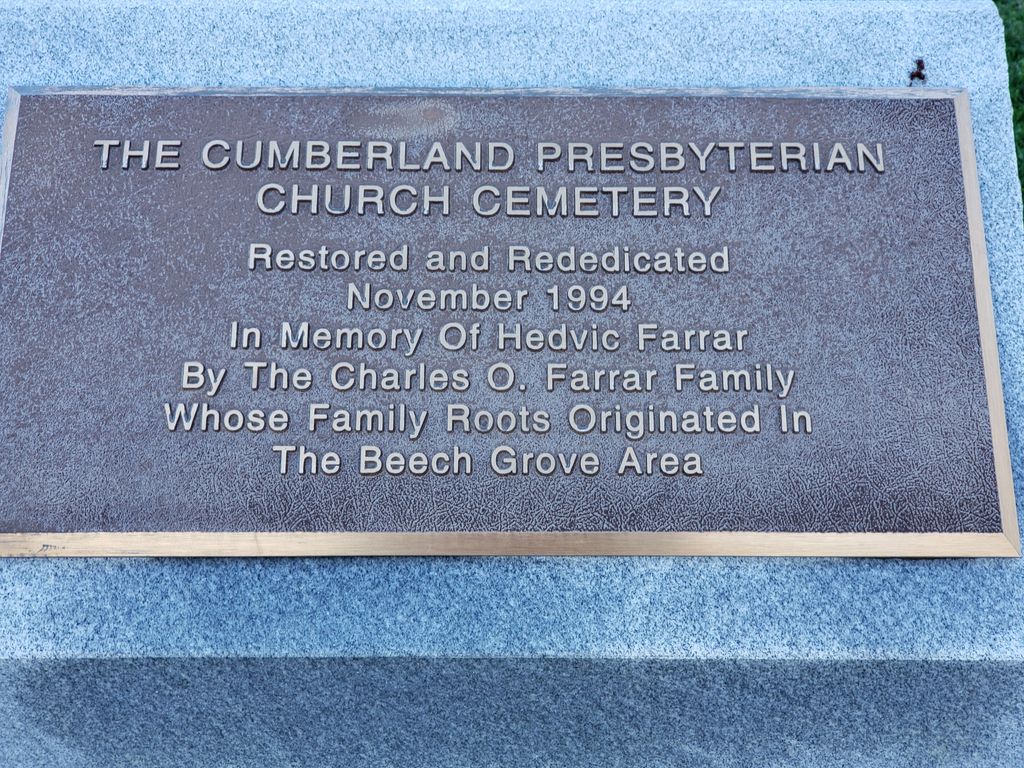 THE CUMBERLAND PRESBYTERIAN
CHURCH CEMETERY
Restored and Rededicated
November 1994
In Memory Of Hedvic Farrar
By The Charles O. Farrar Family
Whose Family Roots Originated In
The Beech Grove Area